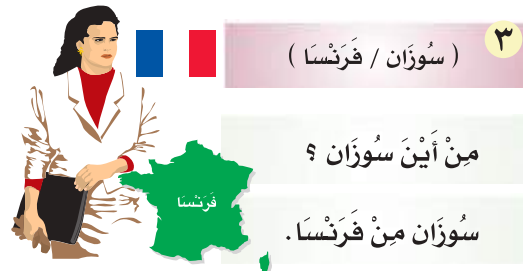 ٣
( سُوزَان / فَرَنْسَا )
مِنْ أَيْنَ سُوزَان ؟
سُوزَان مِنْ فَرَنْسَا .
فَرَنْسَا